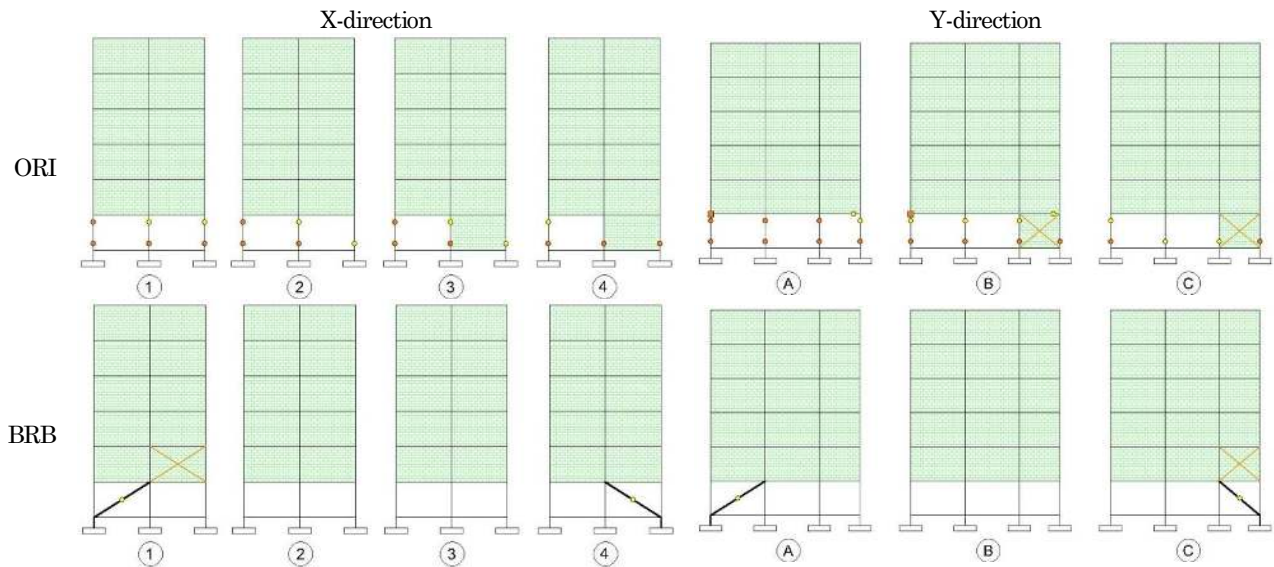 X-direction Y-direction
ORI
1 2 3 4 A B C
BRB
1 2 3 4 A B C